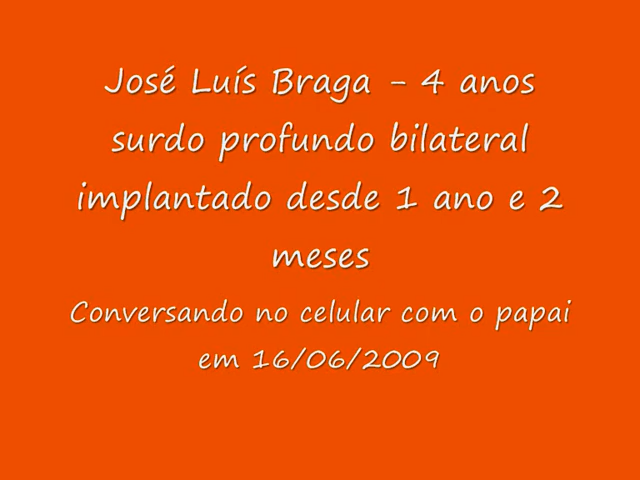 José Luís Braga - 4 anos
surdo profundo bilateral
implantado desde 1 ano e 2
meses
Conversando no celular com o papai
em 16/06/2009